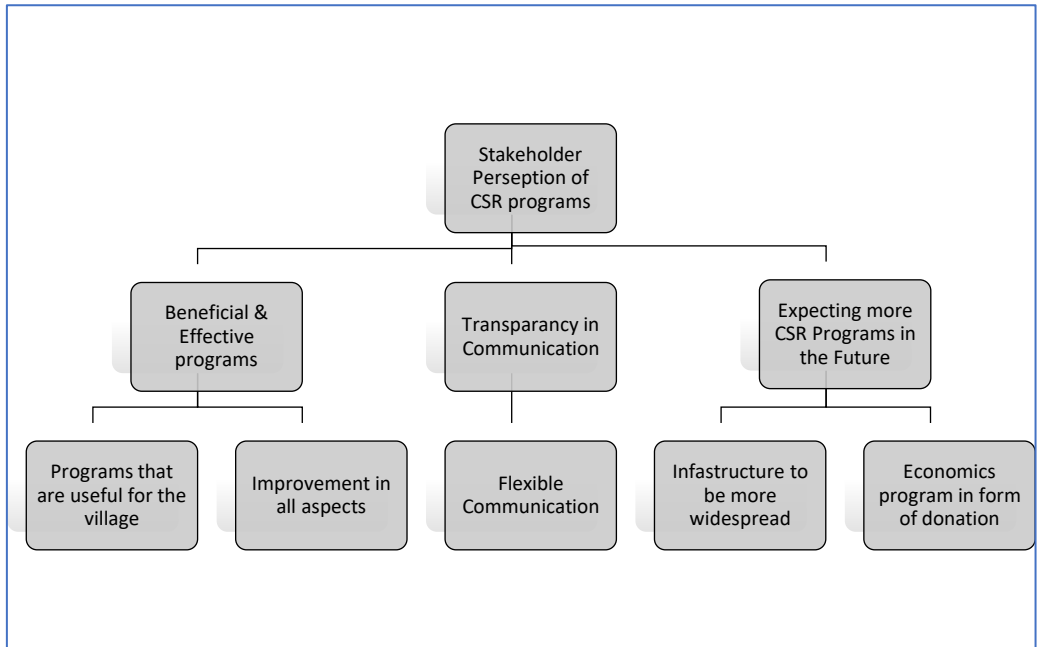 Stakeholder
Perseption of
CSR programs
Beneficial &
Effective
programs
Transparancy in
Communication
Expecting more
CSR Programs in
the Future
Programs that
are useful for the
village
Improvement in
all aspects
Flexible
Communication
Infastructure to
be more
widespread
Economics
program in form
of donation